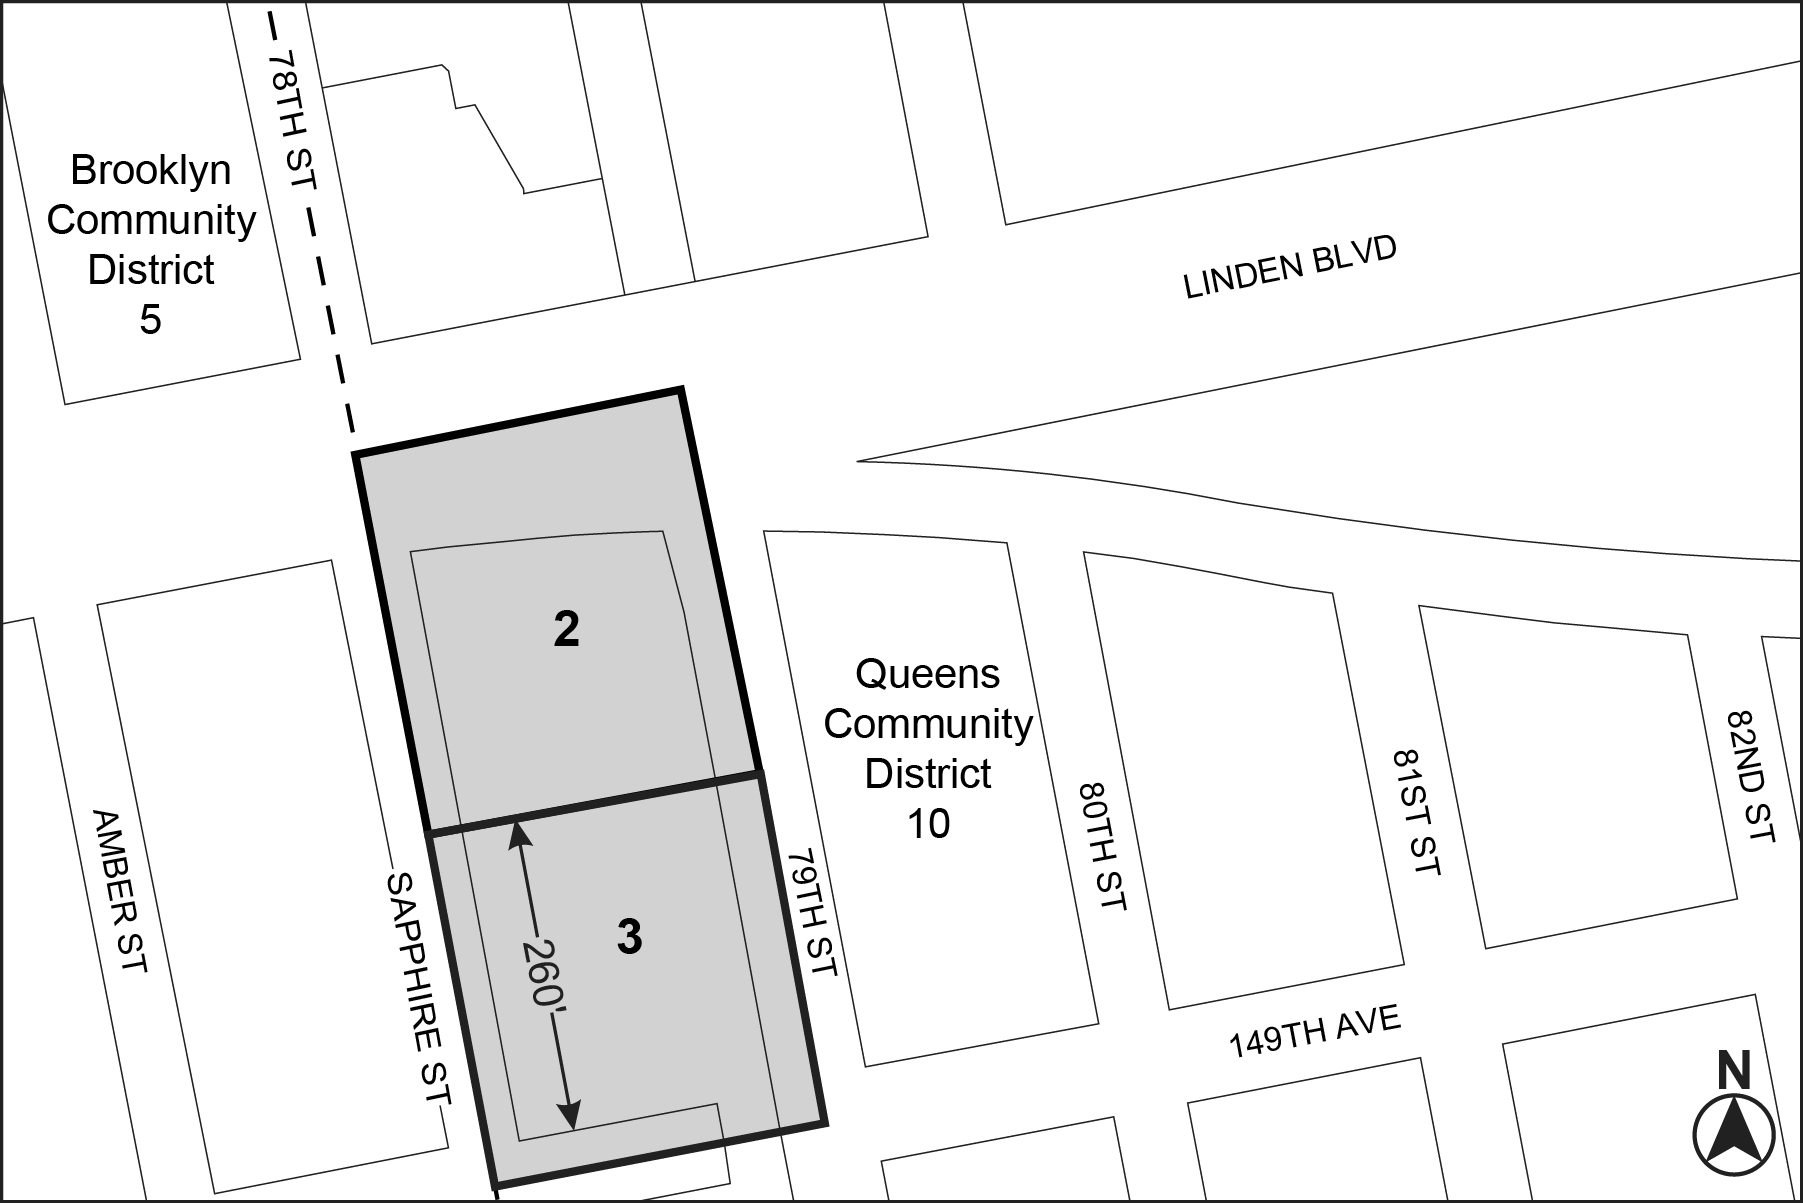 78TH ST
Brooklyn
Community
District
5
LINDEN BLVD
2
Queens
Community
District
10
80TH ST
81ST ST
82ND ST
AMBER ST
SAPPHIRE ST
260'
3
79TH ST
149TH AVE
N